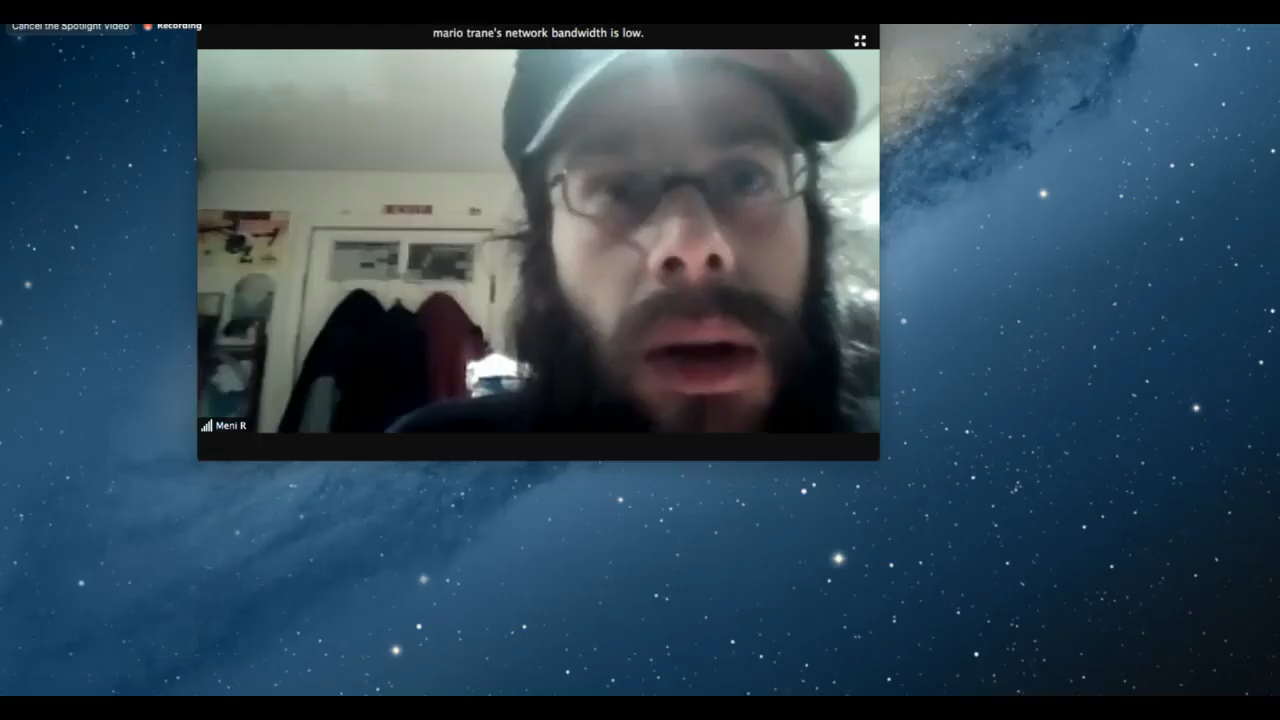 Cancel the Spotlight Video
Recording
mario trane's network bandwidth is low.
Meni R